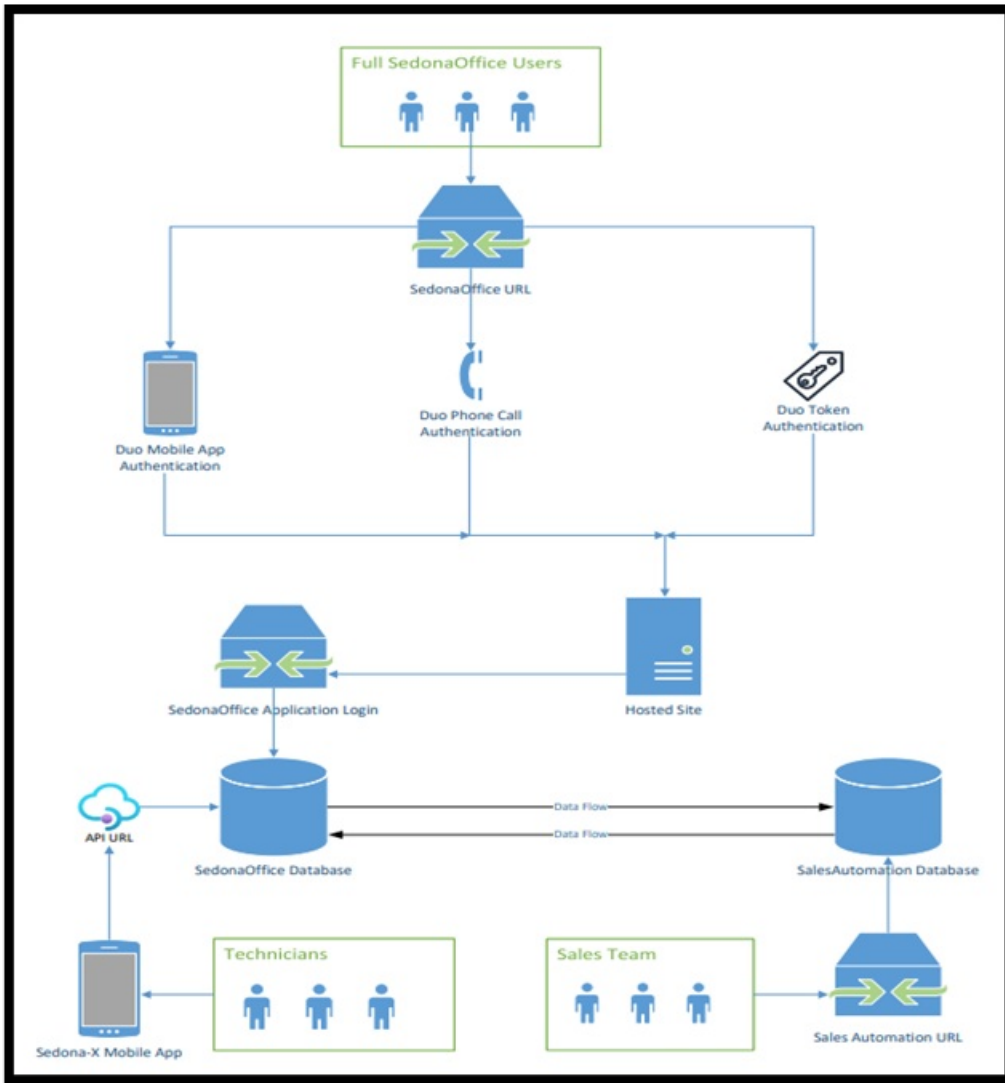 Full SedonaOffice Users
SedonaOffice URL
Duo Mobile App
Authentication
Duo Phone Call
Authentication
Duo Token
Authentication
SedonaOffice Application Login
Hosted Site
API URL
Data Flow
Data Flow
SedonaOffice Database
SalesAutomation Database
Technicians
Sales Team
Sedona-X Mobile App
Sales Automation URL